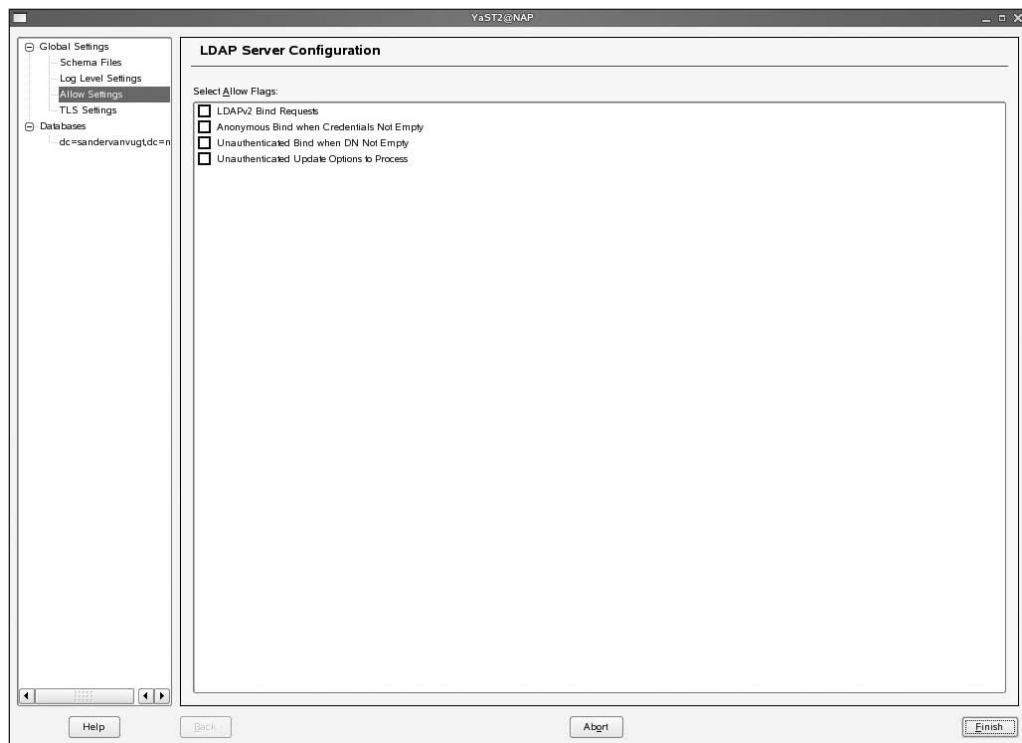 YaST2@NAP
Global Settings
Schema Files
Log Level Settings
Allow Settings
TLS Settings
Databases
dc=sandervanvugt,dc=n
LDAP Server Configuration
Select Allow Flags:
LDAPv2 Bind Requests
Anonymous Bind when Credentials Not Empty
Unauthenticated Bind when DN Not Empty
Unauthenticated Update Options to Process
Help
Back
Abort
Finish